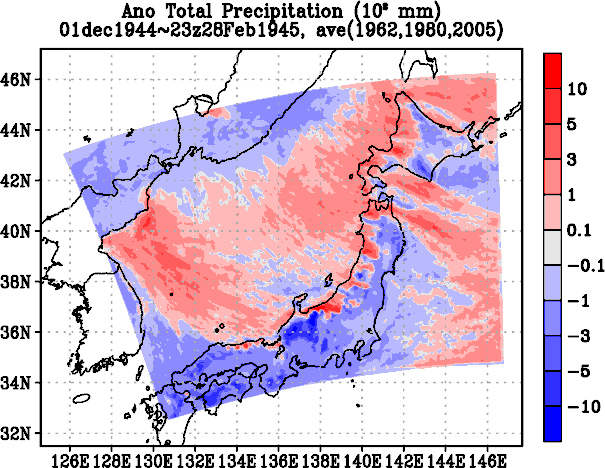 Ano Total Precipitation (10² mm)
01dec1944~23z28Feb1945, ave(1962,1980,2005)
46N
44N
42N
40N
38N
36N
34N
32N
126E 128E 130E 132E 134E 136E 138E 140E 142E 144E 146E
10
5
3
1
0.1
−0.1
−1
−3
−5
−10